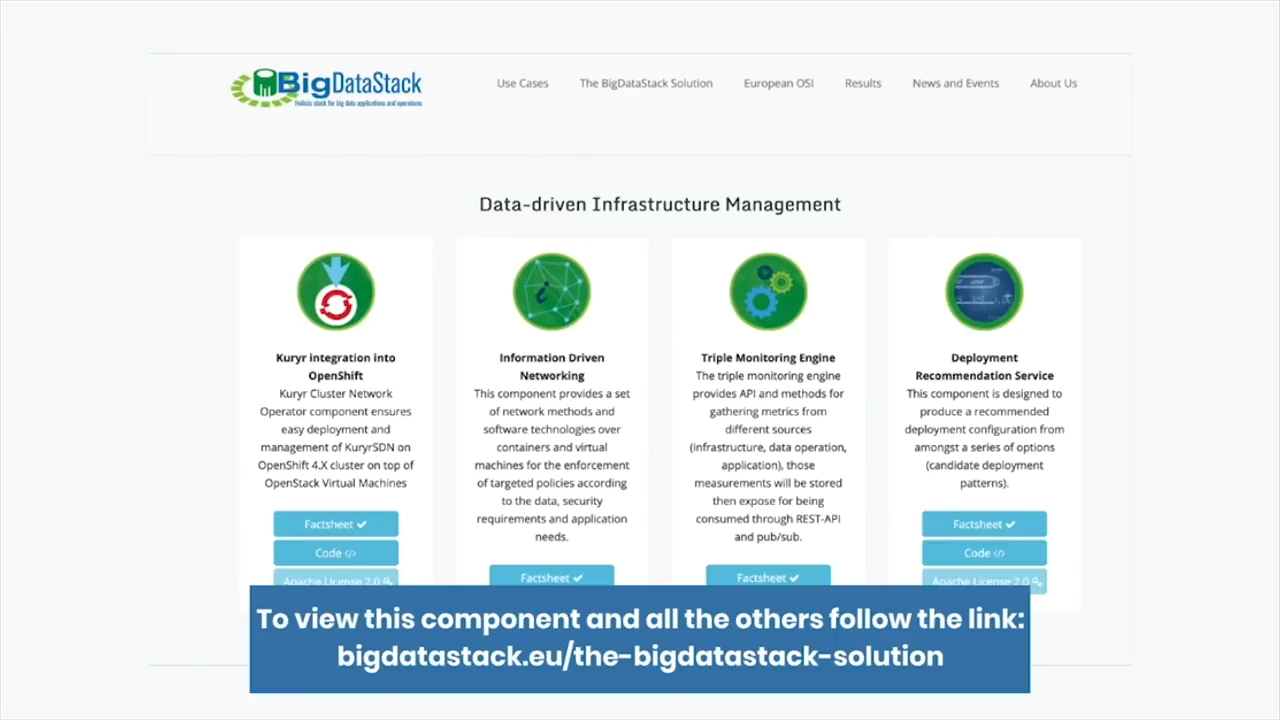 BigDataStack
Holistic stack for big data applications and operations
Use Cases
The BigDataStack Solution
European OSI
Results
News and Events
About Us
Data-driven Infrastructure Management
Kuryr integration into
OpenShift
Kuryr Cluster Network
Operator component ensures
easy deployment and
management of KuryrSDN on
OpenShift 4.X cluster on top of
OpenStack Virtual Machines
Factsheet
Code </>
Apache License 2.0
Information Driven
Networking
This component provides a set
of network methods and
software technologies over
containers and virtual
machines for the enforcement
of targeted policies according
to the data, security
requirements and application
needs.
Factsheet
Triple Monitoring Engine
The triple monitoring engine
provides API and methods for
gathering metrics from
different sources
(infrastructure, data operation,
application), those
measurements will be stored
then expose for being
consumed through REST-API
and pub/sub.
Factsheet
Deployment
Recommendation Service
This component is designed to
produce a recommended
deployment configuration from
amongst a series of options
(candidate deployment
patterns).
Factsheet
Code </>
Apache License 2.0
To view this component and all the others follow the link:
bigdatastack.eu/the-bigdatastack-solution